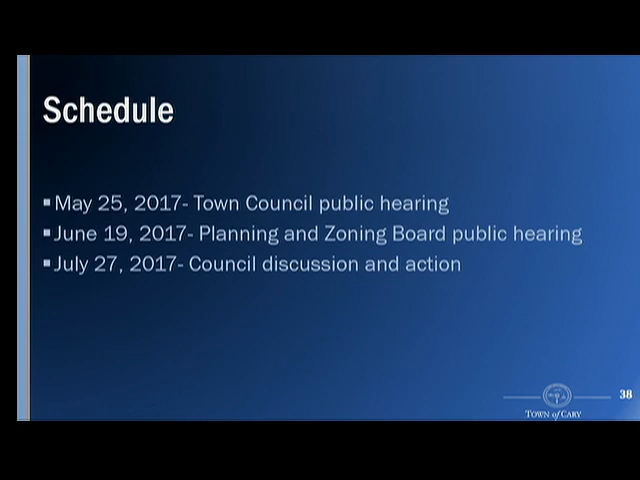 Schedule
▪May 25, 2017- Town Council public hearing
▪June 19, 2017- Planning and Zoning Board public hearing
▪July 27, 2017- Council discussion and action
38
TOWN of CARY